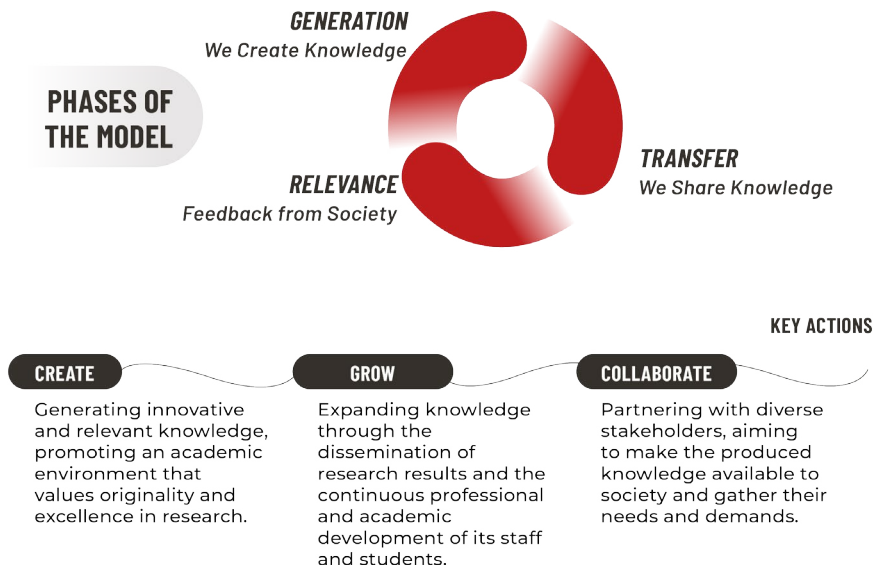 GENERATION
We Create Knowledge
PHASES OF
THE MODEL
TRANSFER
We Share Knowledge
RELEVANCE
Feedback from Society
KEY ACTIONS
CREATE
Generating innovative
and relevant knowledge,
promoting an academic
environment that
values originality and
excellence in research.
GROW
Expanding knowledge
through the
dissemination of
research results and the
continuous professional
and academic
development of its staff
and students.
COLLABORATE
Partnering with diverse
stakeholders, aiming
to make the produced
knowledge available to
society and gather their
needs and demands.